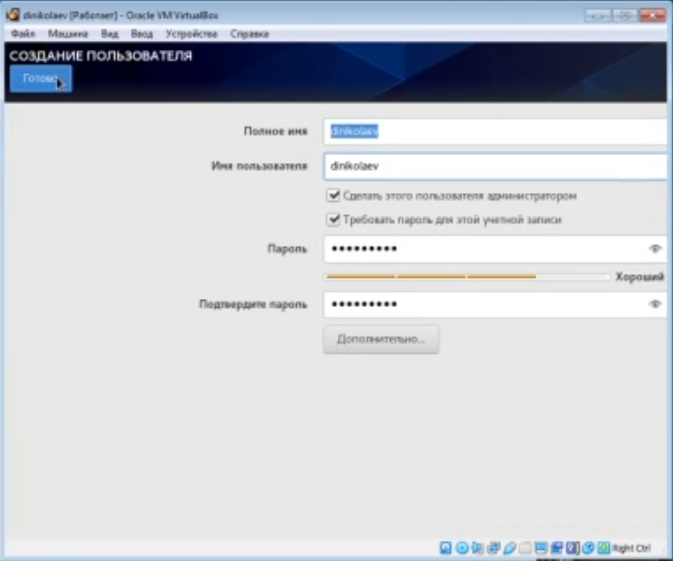 dinikolaev [Работает] - Oracle VM VirtualBox
Файл Машина Вид Ввод Устройства Справка
СОЗДАНИЕ ПОЛЬЗОВАТЕЛЯ
Готово
Полное имя dinikolaev
Имя пользователя dinikolaev
Сделать этого пользователя администратором
Требовать пароль для этой учетной записи
Пароль •••••••••
Хороший
Подтвердите пароль •••••••••
Дополнительно...
Right Ctrl